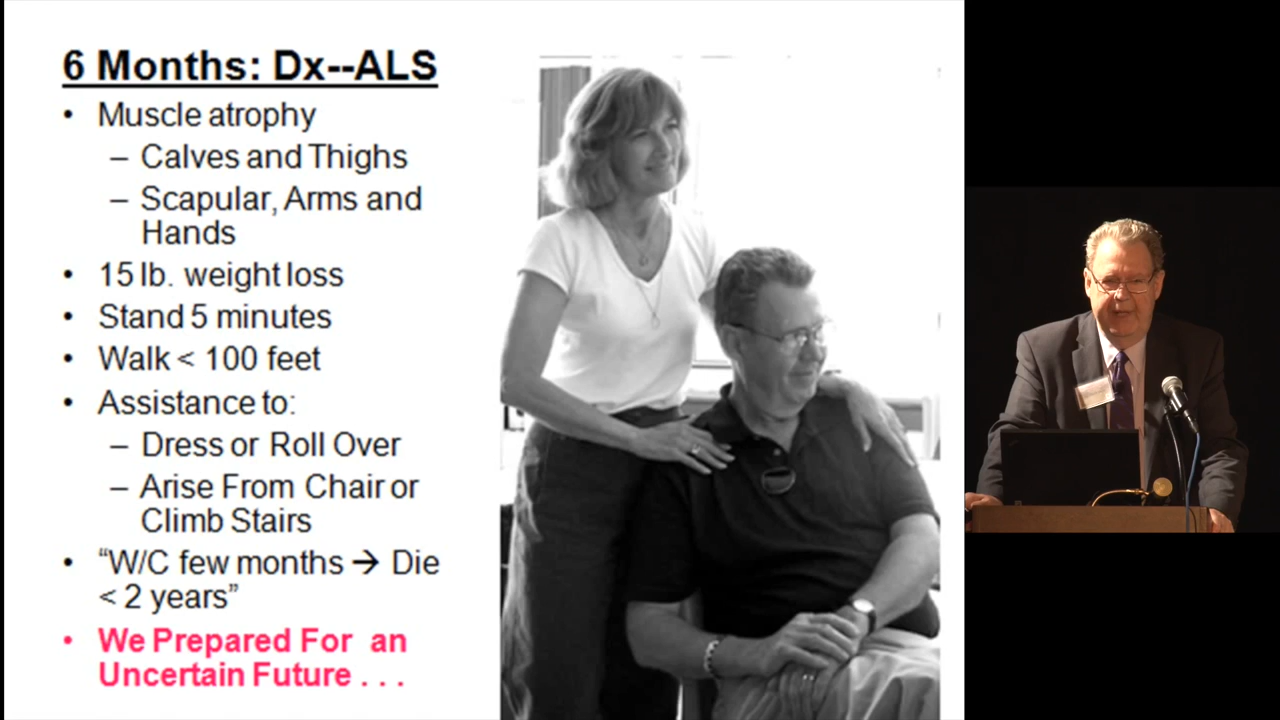 6 Months: Dx--ALS
• Muscle atrophy
– Calves and Thighs
– Scapular, Arms and
Hands
• 15 lb. weight loss
• Stand 5 minutes
• Walk < 100 feet
• Assistance to:
– Dress or Roll Over
– Arise From Chair or
Climb Stairs
• “W/C few months → Die
< 2 years”
• We Prepared For an
Uncertain Future . . .